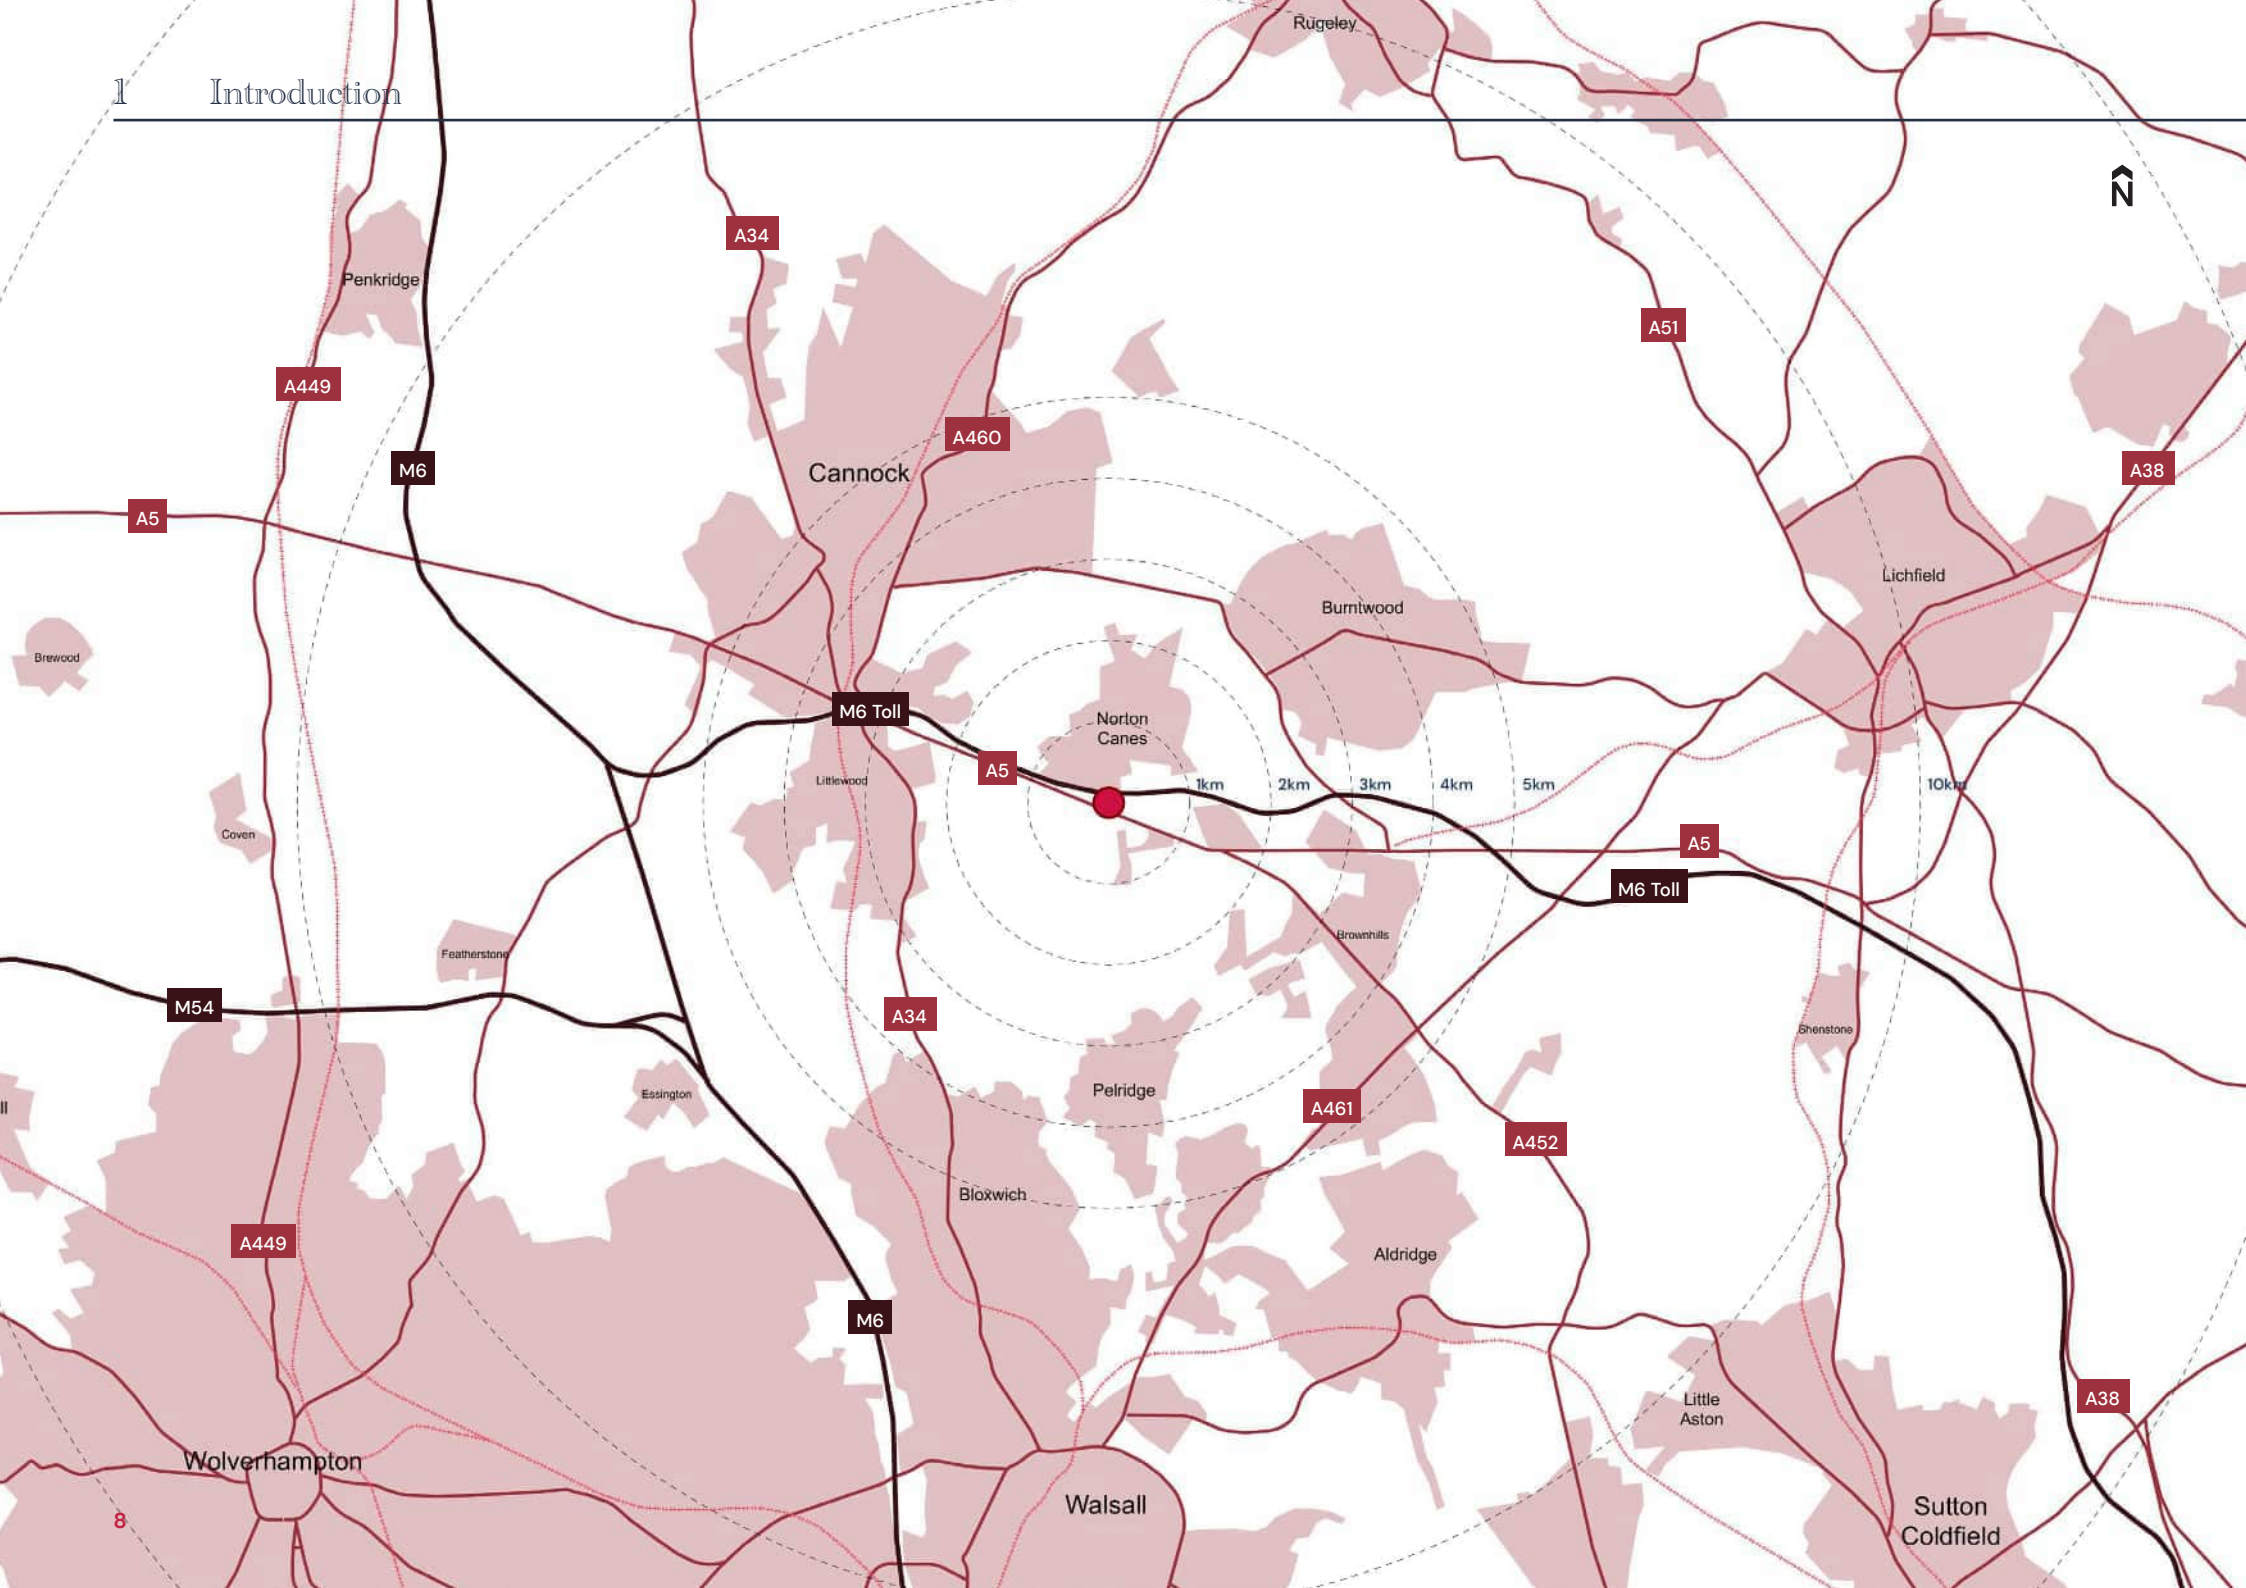 Rugeley
1 Introduction
N
A34
Penkridge
A51
A449
A460
M6
Cannock
A38
A5
Lichfield
Burntwood
Brewood
M6 Toll
Norton
Canes
Littlewood
A5
1km
2km
3km
4km
5km
10km
Coven
A5
M6 Toll
Brownhills
Featherstone
M54
A34
Shenstone
Essington
Pelridge
ll
A461
A452
Bloxwich
A449
Aldridge
M6
Little
Aston
A38
Wolverhampton
Walsall
Sutton
Coldfield
8